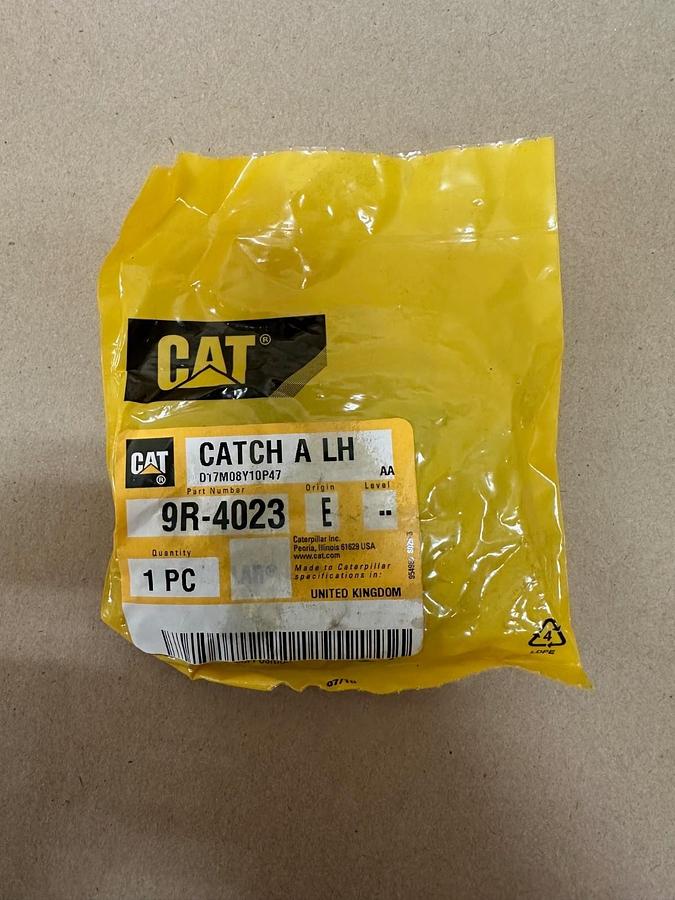 CAT®
CAT®
CATCH A LH
D17M08Y10P47
AA
Part Number
Origin
Level
9R-4023
E
--
Quantity
1 PC
Caterpillar Inc.
Peoria, Illinois 61629 USA
www.cat.com
Made to Caterpillar
specifications in:
UNITED KINGDOM
4
LDPE